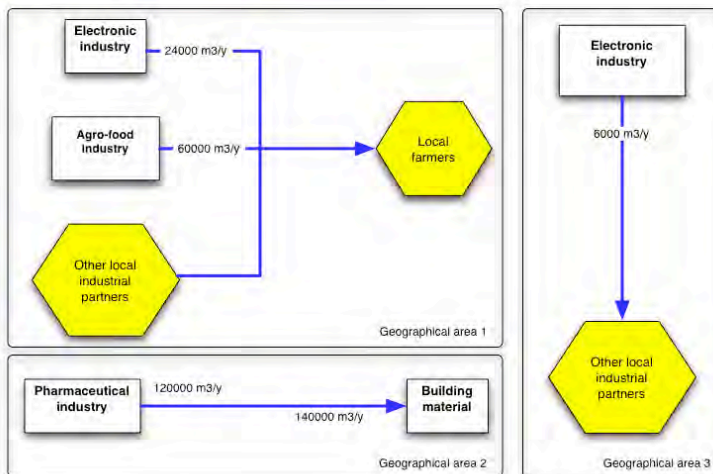 Electronic
industry
24000 m3/y
Agro-food
industry
60000 m3/y
Local
farmers
Other local
industrial
partners
Geographical area 1
Pharmaceutical
industry
120000 m3/y
140000 m3/y
Building
material
Geographical area 2
Electronic
industry
6000 m3/y
Other local
industrial
partners
Geographical area 3